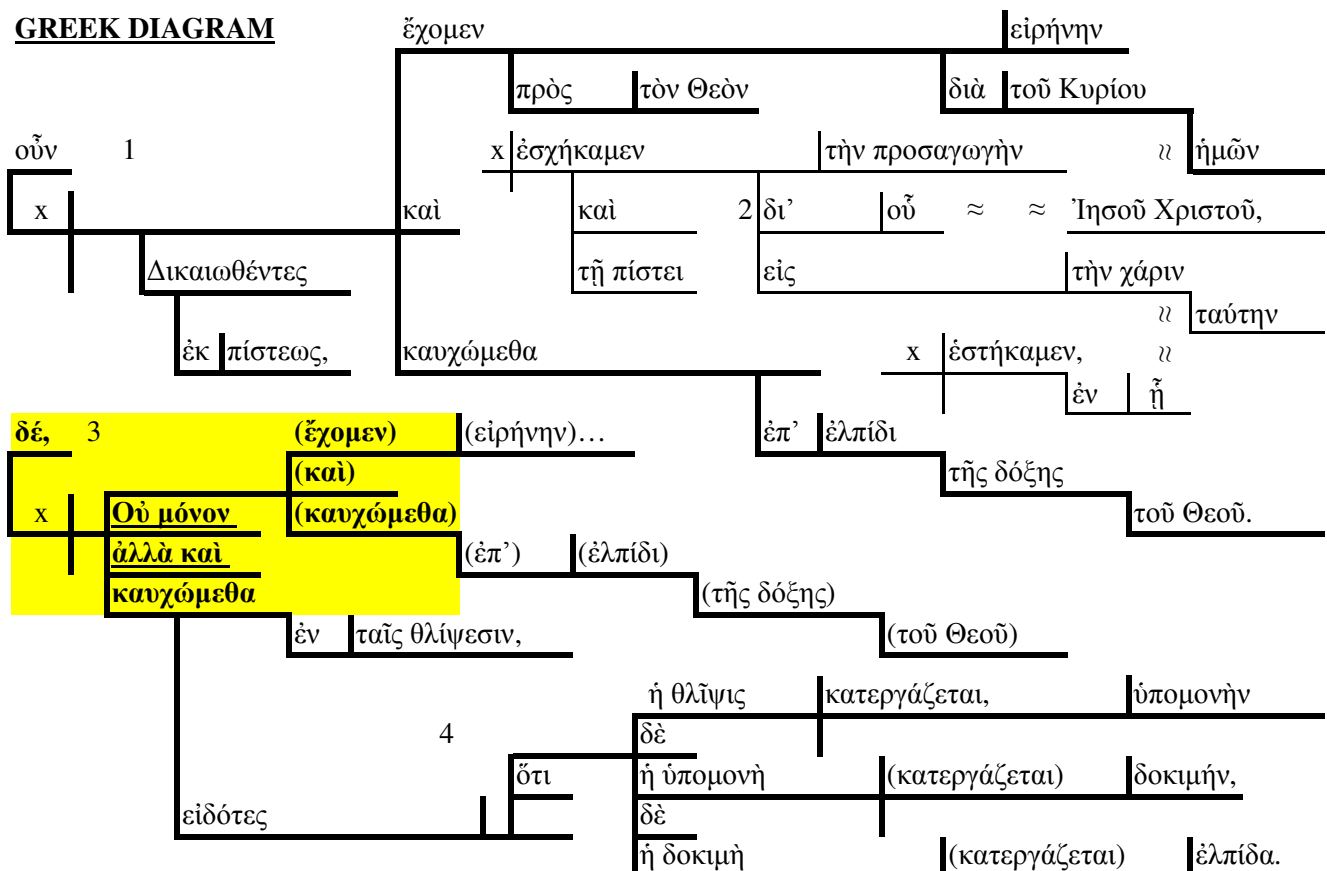 GREEK DIAGRAM ἔχομεν εἰρήνην
πρὸς τὸν Θεὸν διὰ τοῦ Κυρίου
οὖν 1 x ἐσχήκαμεν τὴν προσαγωγὴν ≈ ἡμῶν
x καὶ καὶ 2 δι’ οὗ ≈ ≈ Ἰησοῦ Χριστοῦ,
Δικαιωθέντες τῇ πίστει εἰς τὴν χάριν
≈ ταύτην
ἐκ πίστεως, καυχώμεθα x ἑστήκαμεν, ≈
ἐν ᾗ
δέ, 3 (ἔχομεν) (εἰρήνην)… ἐπ’ ἐλπίδι
(καὶ) τῆς δόξης
x Οὐ μόνον (καυχώμεθα) τοῦ Θεοῦ.
ἀλλὰ καὶ (ἐπ’) (ἐλπίδι)
καυχώμεθα (τῆς δόξης)
ἐν ταῖς θλίψεσιν, (τοῦ Θεοῦ)
ἡ θλῖψις κατεργάζεται, ὑπομονὴν
4 δὲ
ὅτι ἡ ὑπομονὴ (κατεργάζεται) δοκιμήν,
εἰδότες δὲ
ἡ δοκιμὴ (κατεργάζεται) ἐλπίδα.